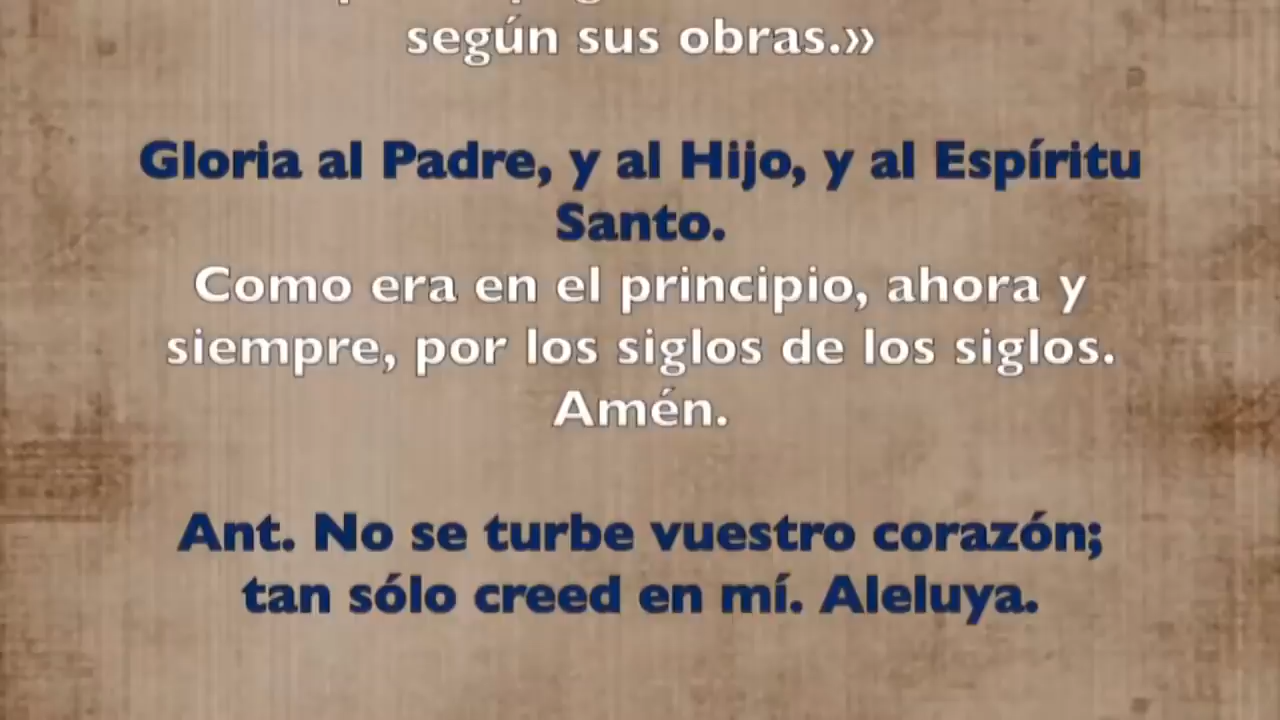 según sus obras.»
Gloria al Padre, y al Hijo, y al Espíritu
Santo.
Como era en el principio, ahora y
siempre, por los siglos de los siglos.
Amén.
Ant. No se turbe vuestro corazón;
tan sólo creed en mí. Aleluya.